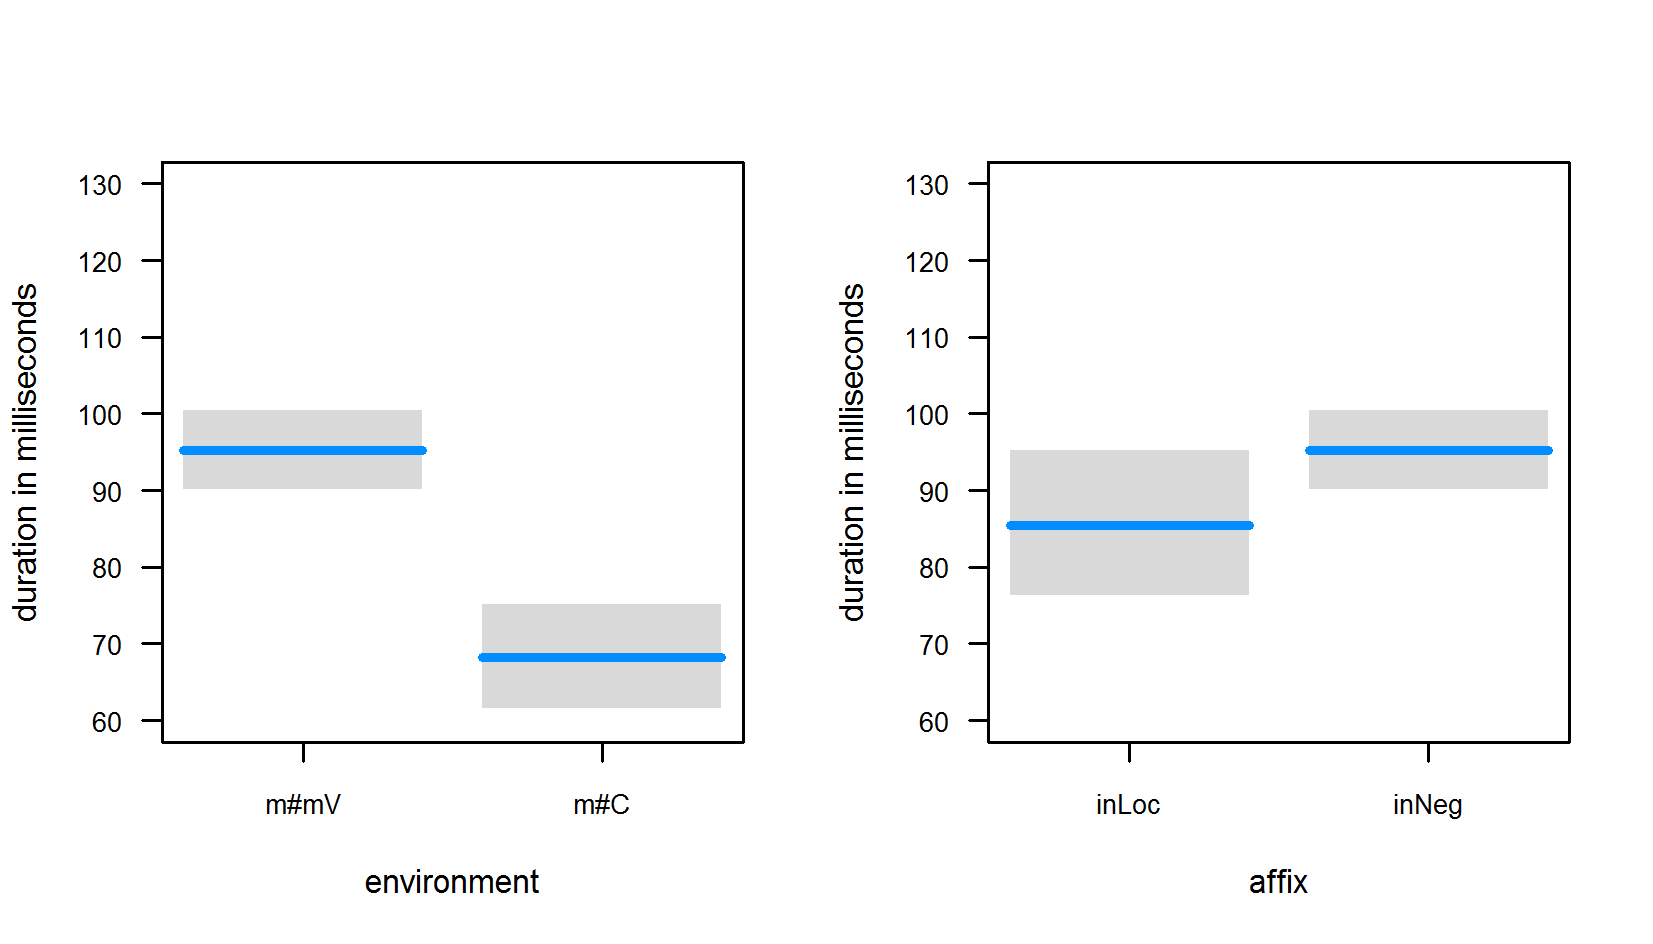 duration in milliseconds
130
120
110
100
90
80
70
60
m#mV
m#C
environment
duration in milliseconds
130
120
110
100
90
80
70
60
inLoc
inNeg
affix